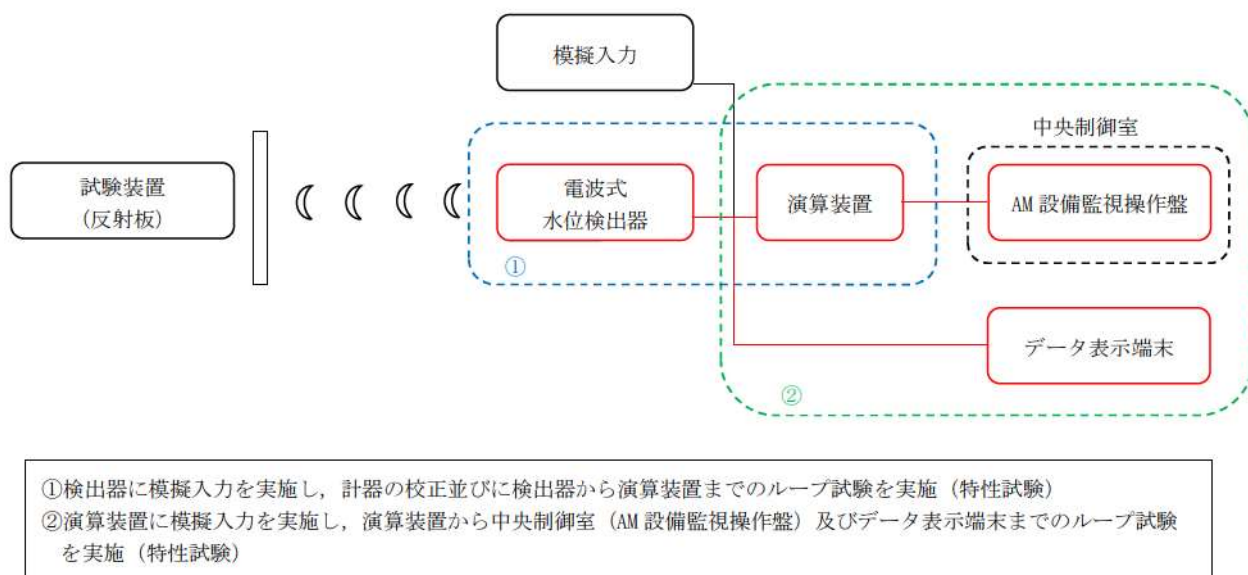 模擬入力
中央制御室
試験装置
(反射板)
電波式
水位検出器
演算装置
AM 設備監視操作盤
①
データ表示端末
②
①検出器に模擬入力を実施し，計器の校正並びに検出器から演算装置までのループ試験を実施（特性試験）
②演算装置に模擬入力を実施し，演算装置から中央制御室（AM 設備監視操作盤）及びデータ表示端末までのループ試験
を実施（特性試験）